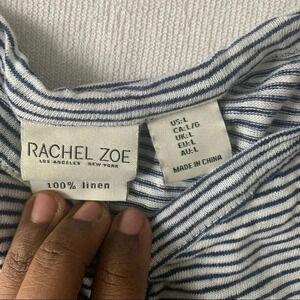 RACHEL ZOE
LOS ANGELES NEW YORK
100% linen
US:L
CA:L/G
UK:L
EU:L
AU:L
MADE IN CHINA